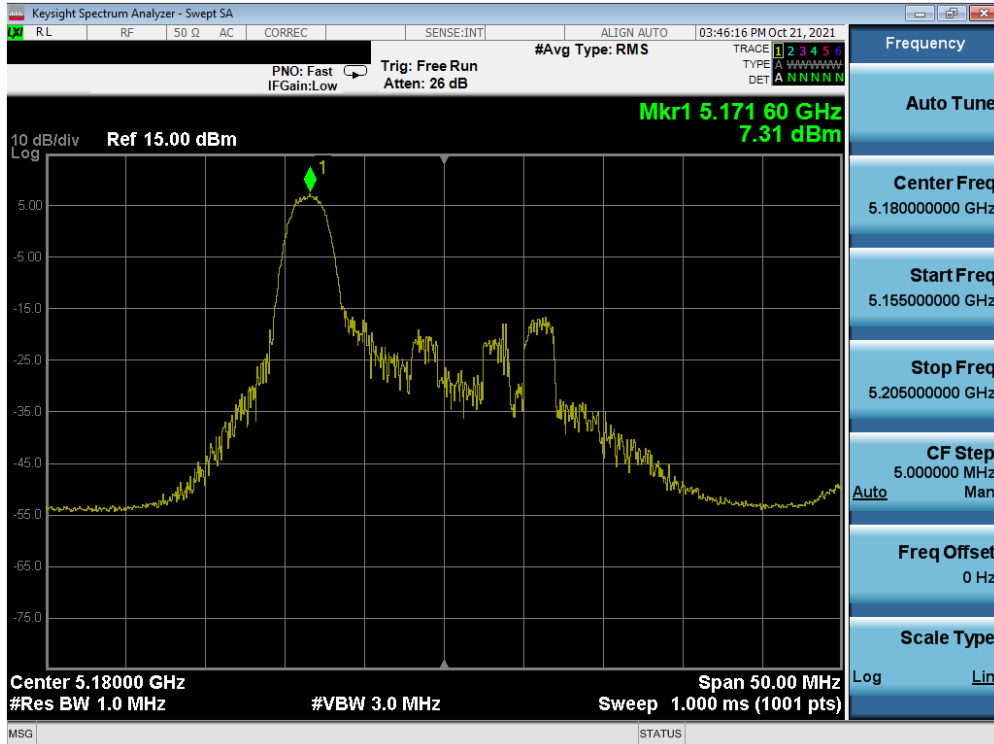 Keysight Spectrum Analyzer - Swept SA
LXI RL RF 50 Ω AC CORREC SENSE:INT ALIGN AUTO 03:46:16 PM Oct 21, 2021
#Avg Type: RMS
TRACE 1 2 3 4 5 6
TYPE A WWWWW
DET A N N N N N
PNO: Fast
IFGain:Low
Trig: Free Run
Atten: 26 dB
Mkr1 5.171 60 GHz
7.31 dBm
10 dB/div Ref 15.00 dBm
Log
1
5.00
-5.00
-15.0
-25.0
-35.0
-45.0
-55.0
-65.0
-75.0
Center 5.18000 GHz Span 50.00 MHz
#Res BW 1.0 MHz #VBW 3.0 MHz Sweep 1.000 ms (1001 pts)
MSG STATUS
Frequency
Auto Tune
Center Freq
5.180000000 GHz
Start Freq
5.155000000 GHz
Stop Freq
5.205000000 GHz
CF Step
5.000000 MHz
Auto Man
Freq Offset
0 Hz
Scale Type
Log Lin